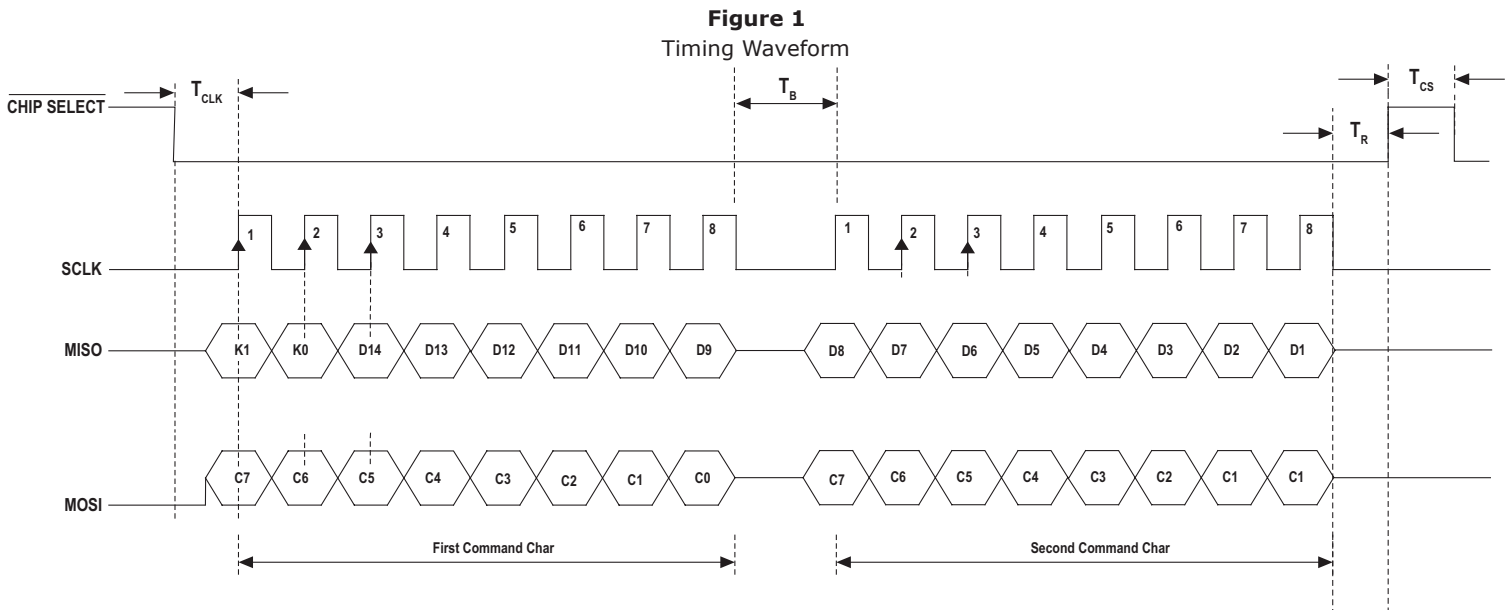 Figure 1
Timing Waveform
CHIP SELECT
TCLK
TB
TCS
TR
SCLK
1 2 3 4 5 6 7 8 1 2 3 4 5 6 7 8
MISO
K1 K0 D14 D13 D12 D11 D10 D9 D8 D7 D6 D5 D4 D3 D2 D1
MOSI
C7 C6 C5 C4 C3 C2 C1 C0 C7 C6 C5 C4 C3 C2 C1 C1
First Command Char
Second Command Char